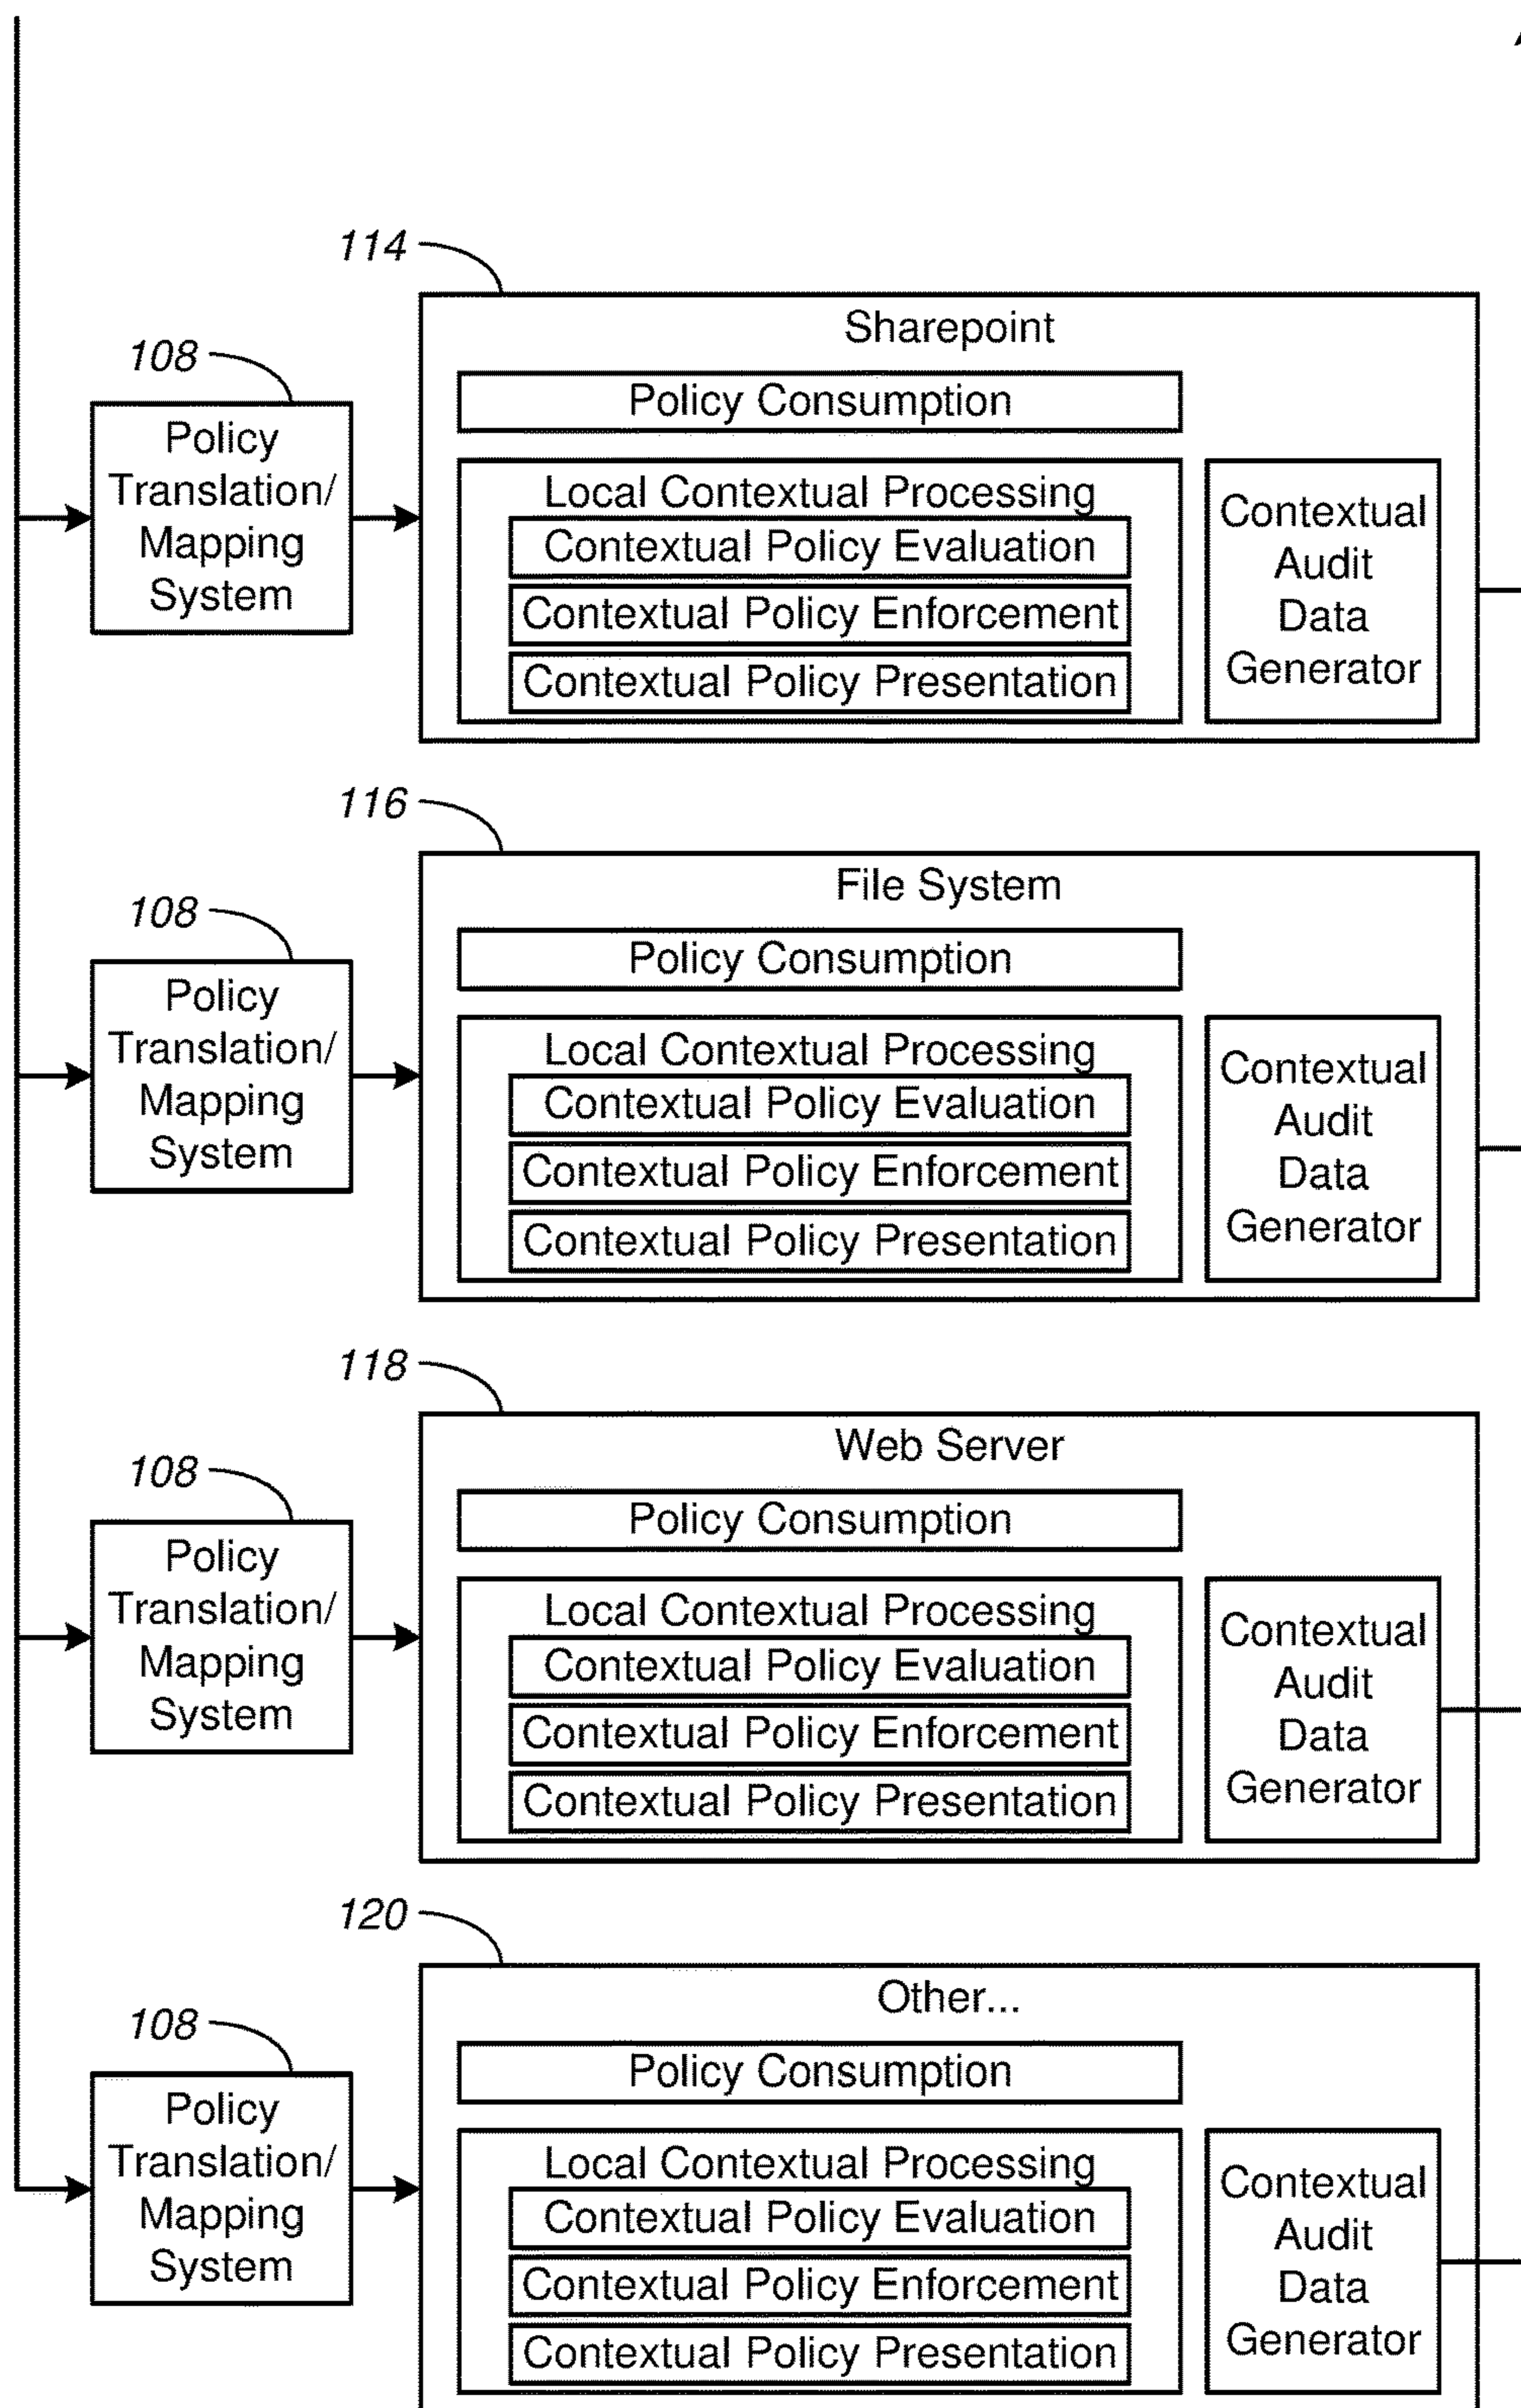 114
Sharepoint
108
Policy Consumption
Policy
Translation/
Mapping
System
Local Contextual Processing
Contextual Policy Evaluation
Contextual Policy Enforcement
Contextual Policy Presentation
Contextual
Audit
Data
Generator
116
File System
108
Policy Consumption
Policy
Translation/
Mapping
System
Local Contextual Processing
Contextual Policy Evaluation
Contextual Policy Enforcement
Contextual Policy Presentation
Contextual
Audit
Data
Generator
118
Web Server
108
Policy Consumption
Policy
Translation/
Mapping
System
Local Contextual Processing
Contextual Policy Evaluation
Contextual Policy Enforcement
Contextual Policy Presentation
Contextual
Audit
Data
Generator
120
Other...
108
Policy Consumption
Policy
Translation/
Mapping
System
Local Contextual Processing
Contextual Policy Evaluation
Contextual Policy Enforcement
Contextual Policy Presentation
Contextual
Audit
Data
Generator